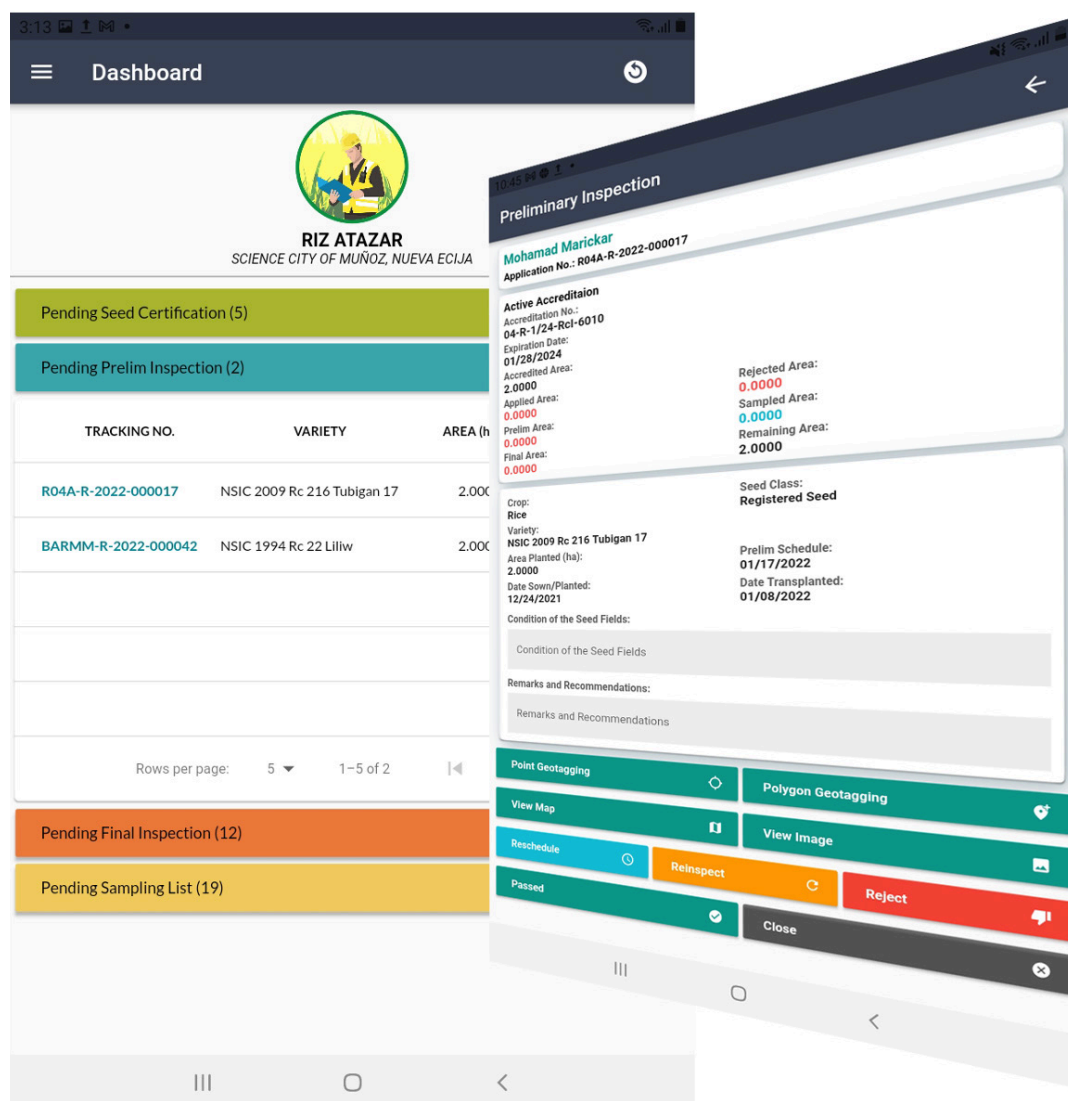 3:13
Dashboard
RIZ ATAZAR
SCIENCE CITY OF MUÑOZ, NUEVA ECIJA
Pending Seed Certification (5)
Pending Prelim Inspection (2)
TRACKING NO. VARIETY AREA (h
R04A-R-2022-000017 NSIC 2009 Rc 216 Tubigan 17 2.000
BARMM-R-2022-000042 NSIC 1994 Rc 22 Liliw 2.000
Rows per page: 5 1-5 of 2
Pending Final Inspection (12)
Pending Sampling List (19)
10:45
Preliminary Inspection
Mohamad Marickar
Application No.: R04A-R-2022-000017
Active Accreditaion
Accreditation No.:
04-R-1/24-Rcl-6010
Expiration Date:
01/28/2024
Accredited Area:
2.0000
Applied Area:
0.0000
Prelim Area:
0.0000
Final Area:
0.0000
Rejected Area:
0.0000
Sampled Area:
0.0000
Remaining Area:
2.0000
Crop:
Rice
Seed Class:
Registered Seed
Variety:
NSIC 2009 Rc 216 Tubigan 17
Area Planted (ha):
2.0000
Prelim Schedule:
01/17/2022
Date Sown/Planted:
12/24/2021
Date Transplanted:
01/08/2022
Condition of the Seed Fields:
Condition of the Seed Fields
Remarks and Recommendations:
Remarks and Recommendations
Point Geotagging
Polygon Geotagging
View Map
View Image
Reschedule
Reinspect
Reject
Passed
Close